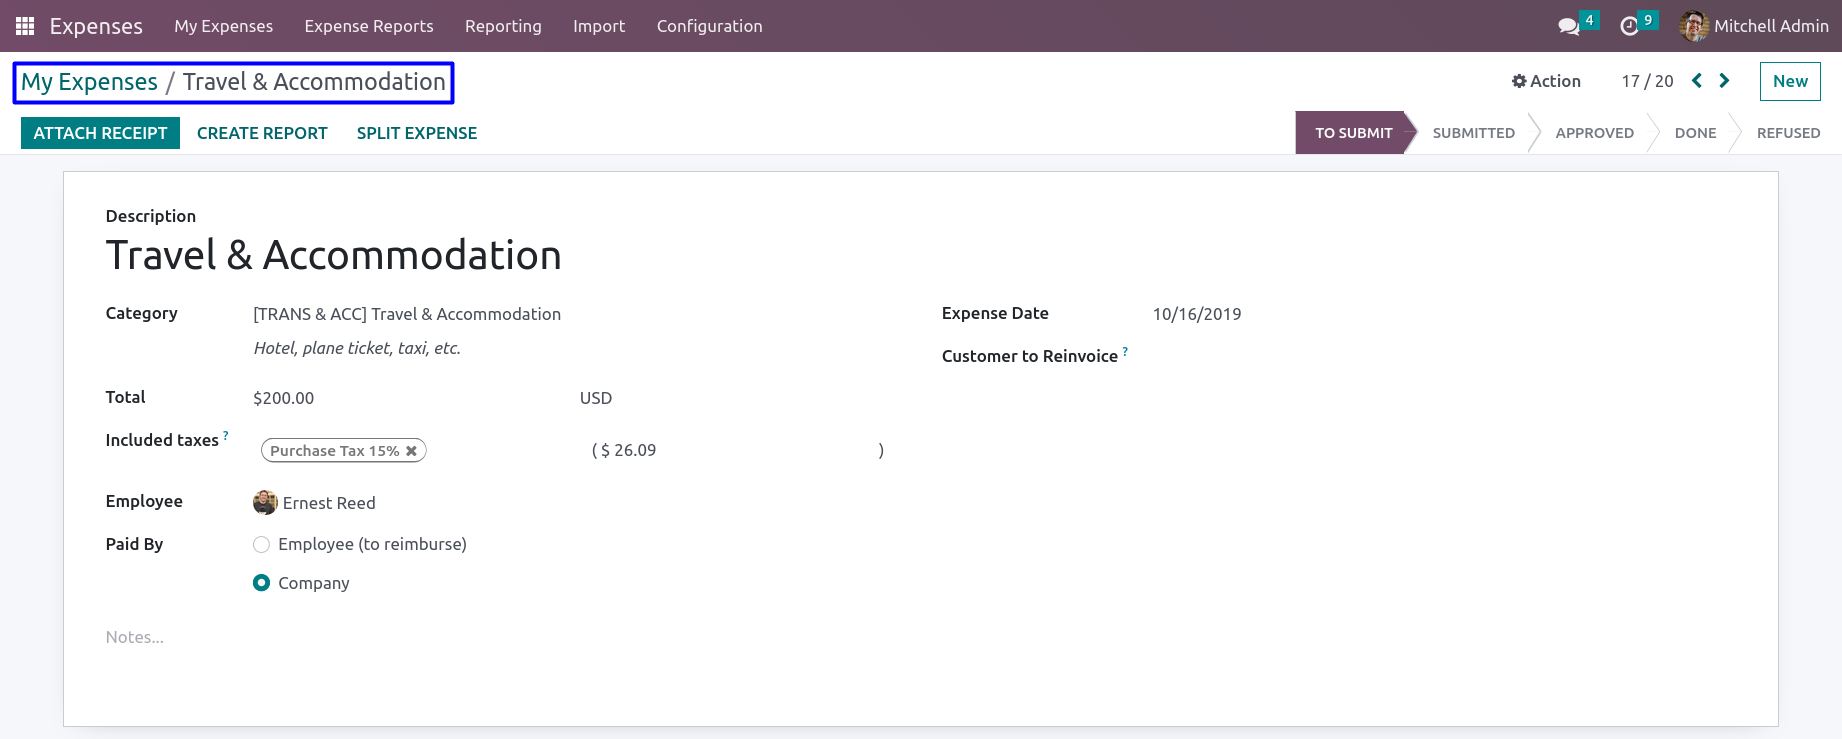 Expenses My Expenses Expense Reports Reporting Import Configuration 4 9 Mitchell Admin
My Expenses / Travel & Accommodation Action 17 / 20 New
ATTACH RECEIPT CREATE REPORT SPLIT EXPENSE TO SUBMIT SUBMITTED APPROVED DONE REFUSED
Description
Travel & Accommodation
Category [TRANS & ACC] Travel & Accommodation Expense Date 10/16/2019
Hotel, plane ticket, taxi, etc.
Customer to Reinvoice ?
Total $200.00 USD
Included taxes ? Purchase Tax 15% ✖ ( $ 26.09 )
Employee Ernest Reed
Paid By Employee (to reimburse)
Company
Notes...